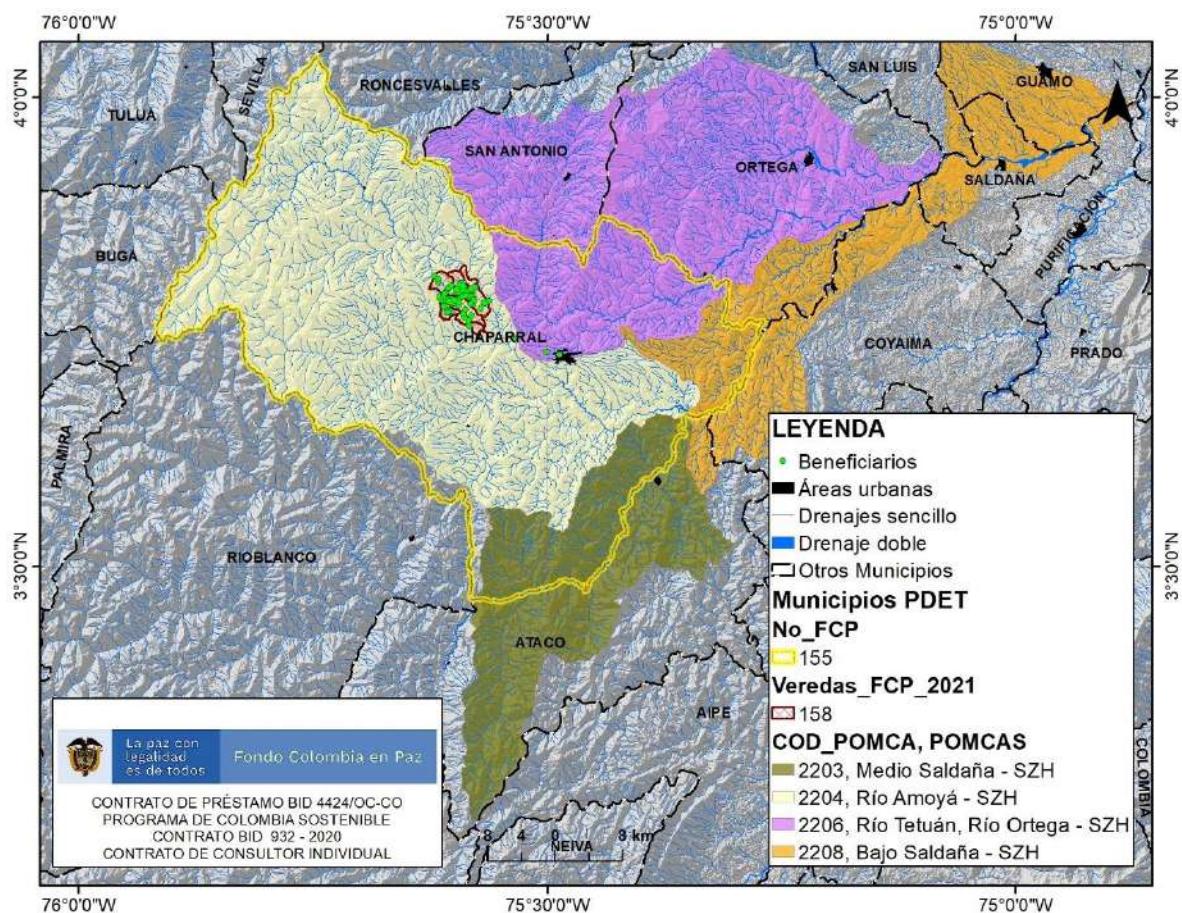 76°0'0"W
75°30'0"W
75°0'0"W
4°0'0"N
4°0'0"N
3°30'0"N
3°30'0"N
RONCESVALLES
SAN LUIS
GUAMO
N
SEVILLA
TULUA
SAN ANTONIO
ORTEGA
SALDAÑA
PURIFICACIÓN
BUGA
CHAPARRAL
COYAIMA
PRADO
PALMIRA
RIOBLANCO
ATACO
AIPE
NEIVA
COLOMBIA
LEYENDA
Beneficiarios
Áreas urbanas
Drenajes sencillo
Drenaje doble
Otros Municipios
Municipios PDET
No_FCP
155
Veredas_FCP_2021
158
COD_POMCA, POMCAS
2203, Medio Saldaña - SZH
2204, Río Amoyá - SZH
2206, Río Tetuán, Río Ortega - SZH
2208, Bajo Saldaña - SZH
La paz con
legalidad
es de todos
Fondo Colombia en Paz
CONTRATO DE PRÉSTAMO BID 4424/OC-CO
PROGRAMA DE COLOMBIA SOSTENIBLE
CONTRATO BID 932 - 2020
CONTRATO DE CONSULTOR INDIVIDUAL
8 4 0 8 km
76°0'0"W
75°30'0"W
75°0'0"W